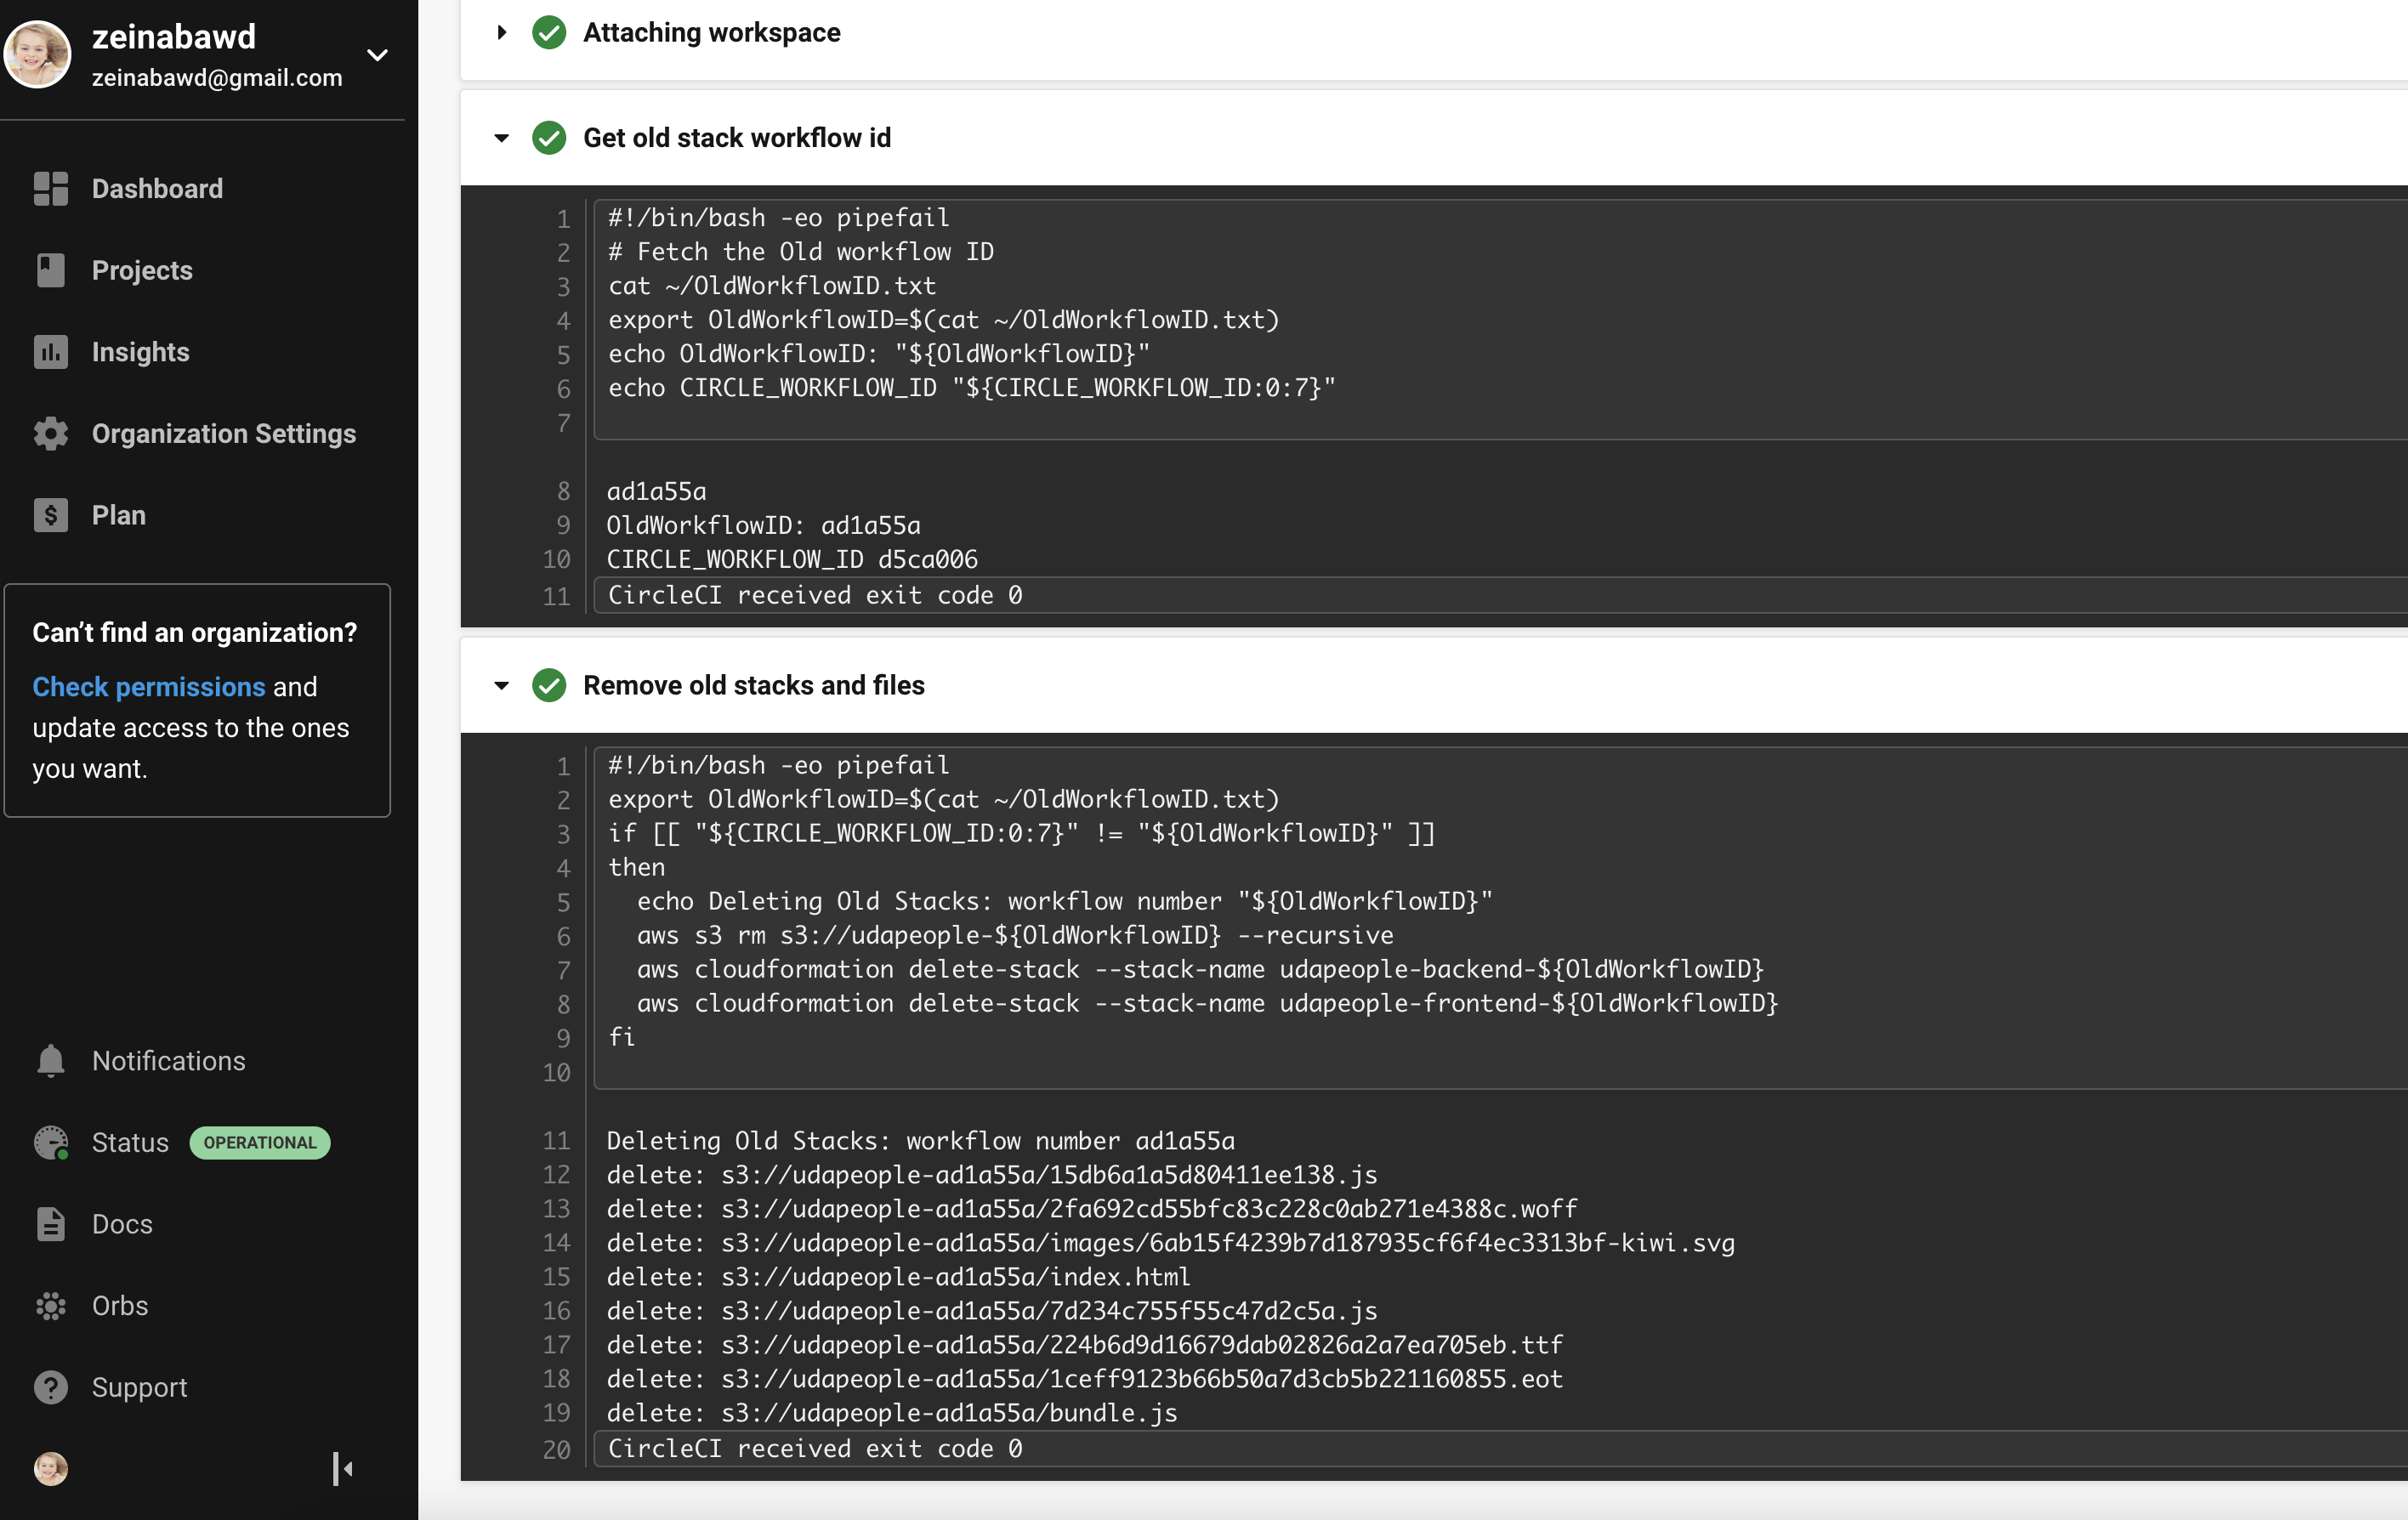 zeinabawd
zeinabawd@gmail.com
Dashboard
Projects
Insights
Organization Settings
Plan
Can't find an organization?
Check permissions and
update access to the ones
you want.
Notifications
Status OPERATIONAL
Docs
Orbs
Support
Attaching workspace
Get old stack workflow id
1 #!/bin/bash -eo pipefail
2 # Fetch the Old workflow ID
3 cat ~/OldWorkflowID.txt
4 export OldWorkflowID=$(cat ~/OldWorkflowID.txt)
5 echo OldWorkflowID: "${OldWorkflowID}"
6 echo CIRCLE_WORKFLOW_ID "${CIRCLE_WORKFLOW_ID:0:7}"
7
8 ad1a55a
9 OldWorkflowID: ad1a55a
10 CIRCLE_WORKFLOW_ID d5ca006
11 CircleCI received exit code 0
Remove old stacks and files
1 #!/bin/bash -eo pipefail
2 export OldWorkflowID=$(cat ~/OldWorkflowID.txt)
3 if [[ "${CIRCLE_WORKFLOW_ID:0:7}" != "${OldWorkflowID}" ]]
4 then
5   echo Deleting Old Stacks: workflow number "${OldWorkflowID}"
6   aws s3 rm s3://udapeople-${OldWorkflowID} --recursive
7   aws cloudformation delete-stack --stack-name udapeople-backend-${OldWorkflowID}
8   aws cloudformation delete-stack --stack-name udapeople-frontend-${OldWorkflowID}
9 fi
10
11 Deleting Old Stacks: workflow number ad1a55a
12 delete: s3://udapeople-ad1a55a/15db6a1a5d80411ee138.js
13 delete: s3://udapeople-ad1a55a/2fa692cd55bfc83c228c0ab271e4388c.woff
14 delete: s3://udapeople-ad1a55a/images/6ab15f4239b7d187935cf6f4ec3313bf-kiwi.svg
15 delete: s3://udapeople-ad1a55a/index.html
16 delete: s3://udapeople-ad1a55a/7d234c755f55c47d2c5a.js
17 delete: s3://udapeople-ad1a55a/224b6d9d16679dab02826a2a7ea705eb.ttf
18 delete: s3://udapeople-ad1a55a/1ceff9123b66b50a7d3cb5b221160855.eot
19 delete: s3://udapeople-ad1a55a/bundle.js
20 CircleCI received exit code 0